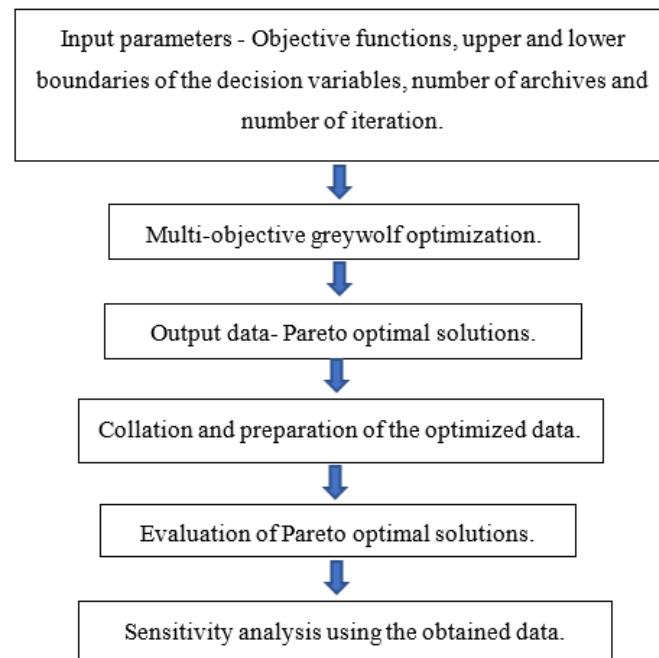 Input parameters - Objective functions, upper and lower
boundaries of the decision variables, number of archives and
number of iteration.
Multi-objective greywolf optimization.
Output data- Pareto optimal solutions.
Collation and preparation of the optimized data.
Evaluation of Pareto optimal solutions.
Sensitivity analysis using the obtained data.